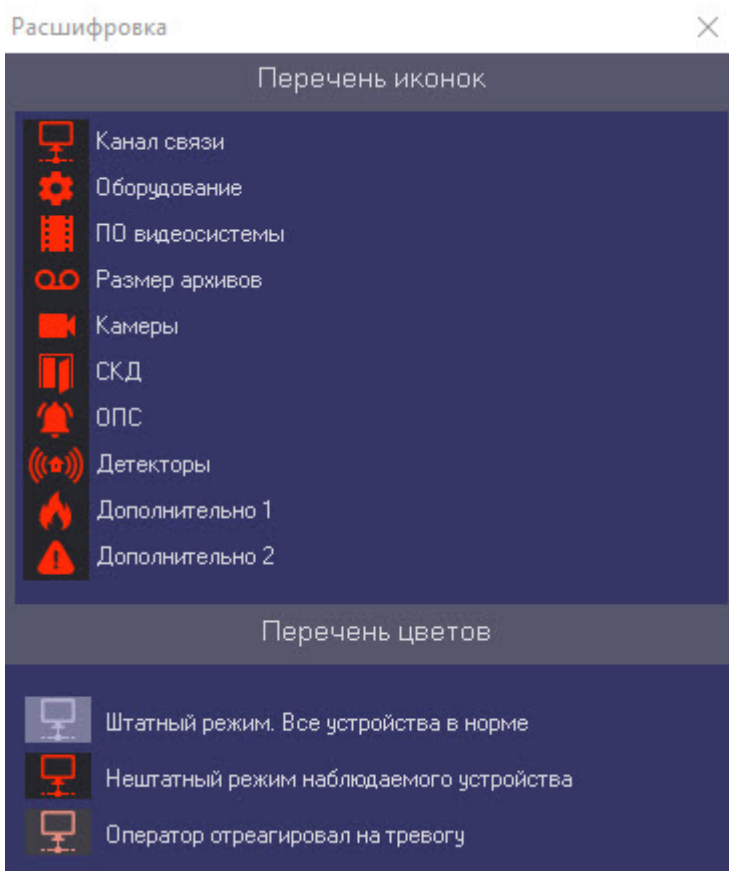 Расшифровка
Перечень иконок
Канал связи
Оборудование
ПО видеосистемы
Размер архивов
Камеры
СКД
ОПС
Детекторы
Дополнительно 1
Дополнительно 2
Перечень цветов
Штатный режим. Все устройства в норме
Нештатный режим наблюдаемого устройства
Оператор отреагировал на тревогу